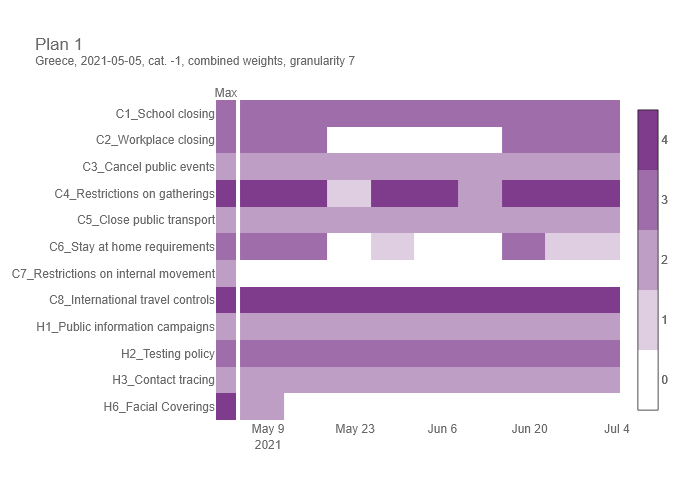 Plan 1
Greece, 2021-05-05, cat. -1, combined weights, granularity 7
Max
C1_School closing
C2_Workplace closing
C3_Cancel public events
C4_Restrictions on gatherings
C5_Close public transport
C6_Stay at home requirements
C7_Restrictions on internal movement
C8_International travel controls
H1_Public information campaigns
H2_Testing policy
H3_Contact tracing
H6_Facial Coverings
May 9 May 23 Jun 6 Jun 20 Jul 4
2021
4
3
2
1
0